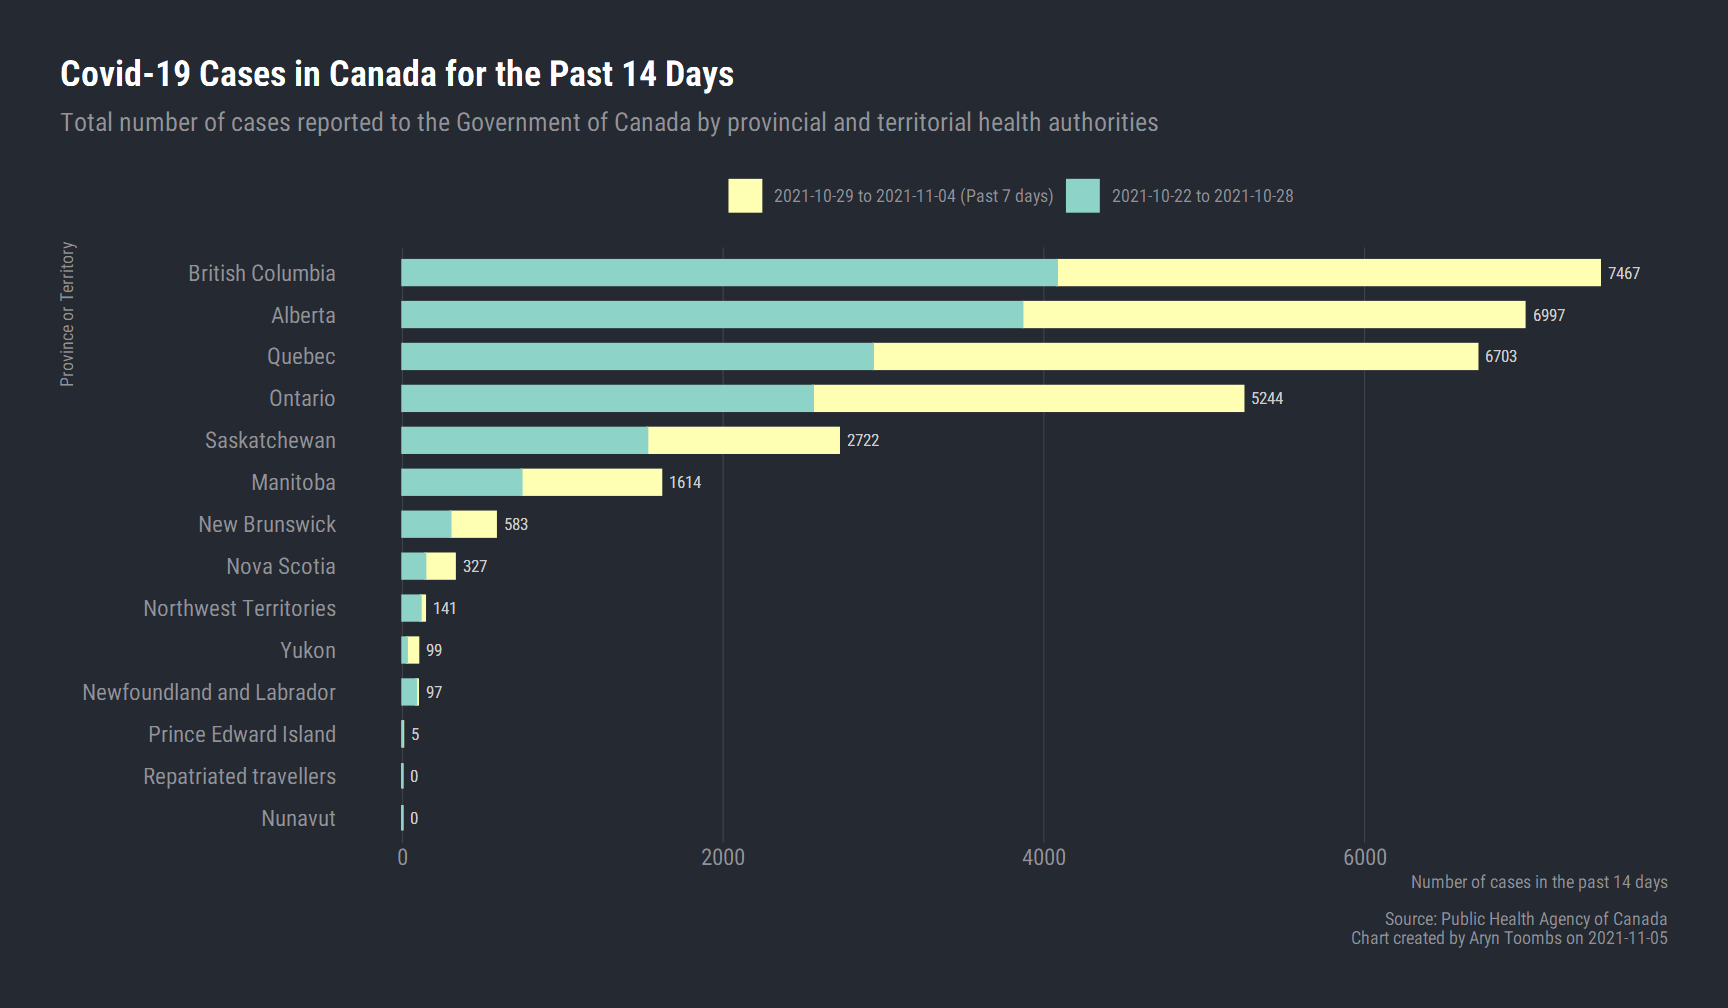 Covid-19 Cases in Canada for the Past 14 Days
Total number of cases reported to the Government of Canada by provincial and territorial health authorities
2021-10-29 to 2021-11-04 (Past 7 days)
2021-10-22 to 2021-10-28
Province or Territory
British Columbia 7467
Alberta 6997
Quebec 6703
Ontario 5244
Saskatchewan 2722
Manitoba 1614
New Brunswick 583
Nova Scotia 327
Northwest Territories 141
Yukon 99
Newfoundland and Labrador 97
Prince Edward Island 5
Repatriated travellers 0
Nunavut 0
0 2000 4000 6000
Number of cases in the past 14 days
Source: Public Health Agency of Canada
Chart created by Aryn Toombs on 2021-11-05